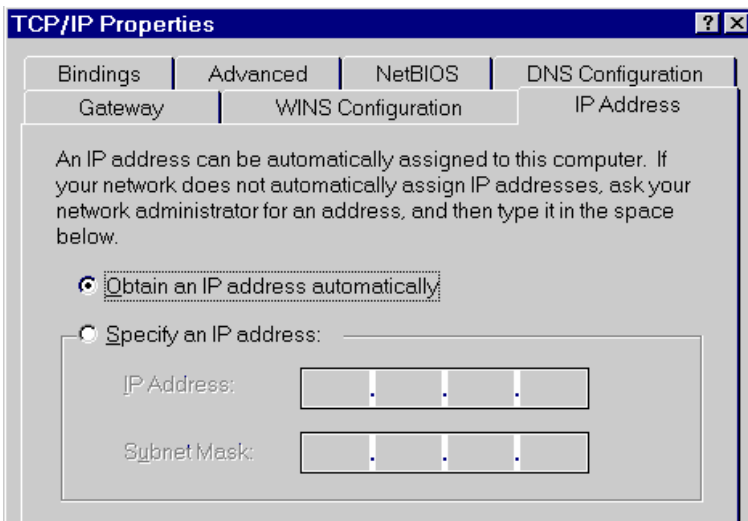 TCP/IP Properties
? ×
Bindings Advanced NetBIOS DNS Configuration
Gateway WINS Configuration IP Address
An IP address can be automatically assigned to this computer. If
your network does not automatically assign IP addresses, ask your
network administrator for an address, and then type it in the space
below.
Obtain an IP address automatically
Specify an IP address:
IP Address: . . .
Subnet Mask: . . .